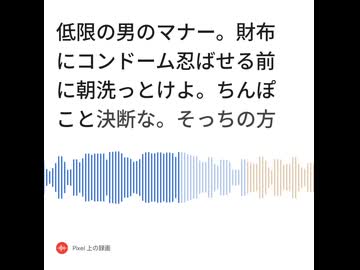 低限の男のマナー。財布
にコンドーム忍ばせる前
に朝洗っとけよ。ちんぽ
こと決断な。そっちの方
Pixel 上の録画